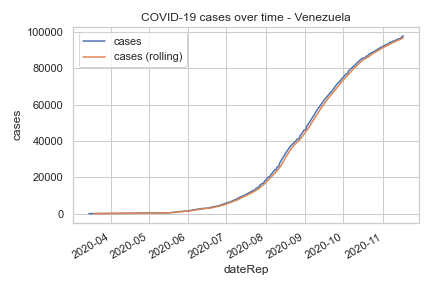 COVID-19 cases over time - Venezuela
cases
cases (rolling)
100000
80000
60000
40000
20000
0
cases
2020-04
2020-05
2020-06
2020-07
2020-08
2020-09
2020-10
2020-11
dateRep